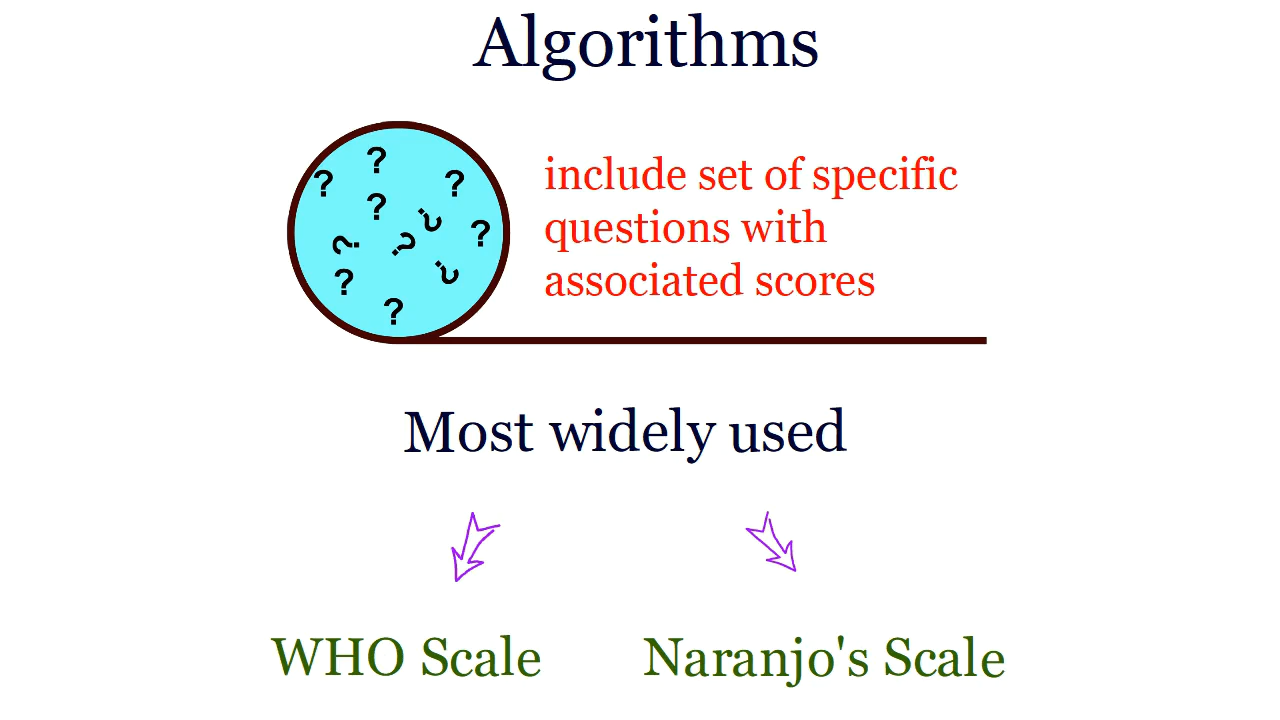 Algorithms
? ? ? ? ? ? ? ? ? ? ?
include set of specific
questions with
associated scores
Most widely used
WHO Scale
Naranjo's Scale